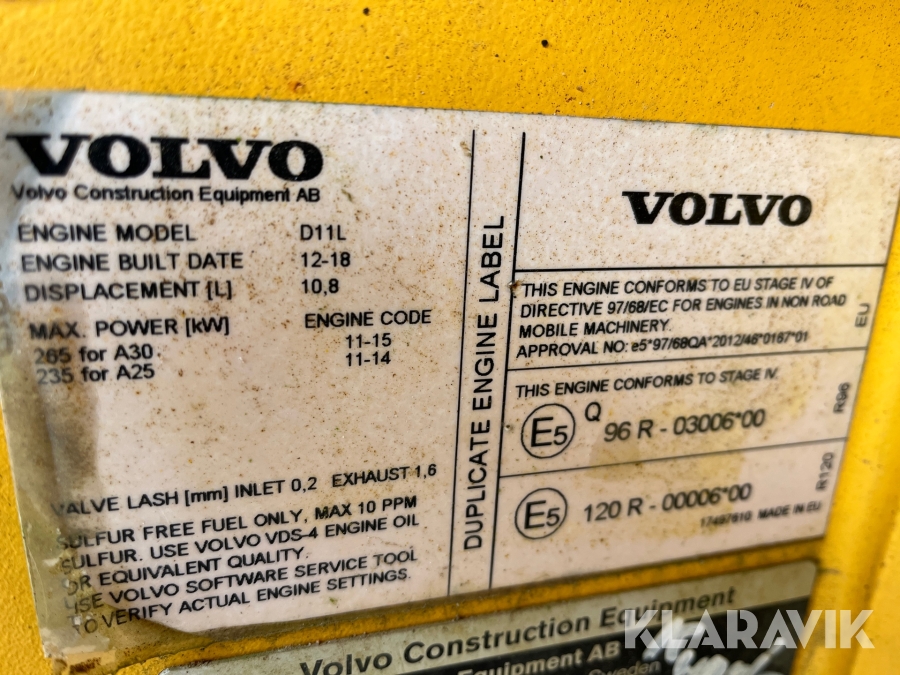 VOLVO
Volvo Construction Equipment AB
ENGINE MODEL D11L
ENGINE BUILT DATE 12-18
DISPLACEMENT [L] 10,8
MAX. POWER [kW] ENGINE CODE
265 for A30 11-15
235 for A25 11-14
VALVE LASH [mm] INLET 0,2 EXHAUST 1,6
SULFUR FREE FUEL ONLY, MAX 10 PPM
SULFUR. USE VOLVO VDS-4 ENGINE OIL
OR EQUIVALENT QUALITY.
USE VOLVO SOFTWARE SERVICE TOOL
TO VERIFY ACTUAL ENGINE SETTINGS.
DUPLICATE ENGINE LABEL
VOLVO
THIS ENGINE CONFORMS TO EU STAGE IV OF
DIRECTIVE 97/68/EC FOR ENGINES IN NON ROAD
MOBILE MACHINERY.
APPROVAL NO: e5*97/68QA*2012/46*0167*01
EU
THIS ENGINE CONFORMS TO STAGE IV.
E5 Q 96 R - 03006*00
R96
E5 120 R - 00006*00
R120
17497610 MADE IN EU
Volvo Construction Equipment
Equipment AB
Sweden
KLARAVIK